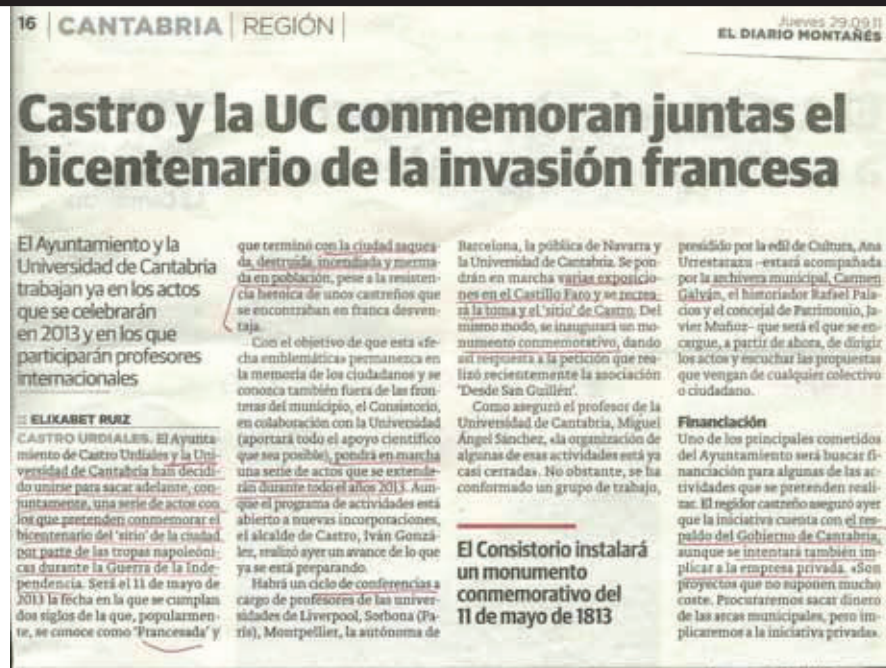 16 | CANTABRIA | REGIÓN |
Jueves 29.09.11
EL DIARIO MONTAÑÉS
Castro y la UC conmemoran juntas el
bicentenario de la invasión francesa
El Ayuntamiento y la
Universidad de Cantabria
trabajan ya en los actos
que se celebrarán
en 2013 y en los que
participarán profesores
internacionales
:: ELIXABET RUIZ
CASTRO URDIALES. El Ayunta-
miento de Castro Urdiales y la Uni-
versidad de Cantabria han decidi-
do unirse para sacar adelante, con-
juntamente, una serie de actos con
los que pretenden conmemorar el
bicentenario del 'sitio' de la ciudad
por parte de las tropas napoleóni-
cas durante la Guerra de la Inde-
pendencia. Será el 11 de mayo de
2013 la fecha en la que se cumplan
dos siglos de la que, popularmen-
te, se conoce como 'Francesada' y
que terminó con la ciudad saquea-
da, destruida, incendiada y merma-
da en población, pese a la resisten-
cia heroica de unos castreños que
se encontraban en franca desven-
taja.
Con el objetivo de que esta «fe-
cha emblemática» permanezca en
la memoria de los ciudadanos y se
conozca también fuera de las fron-
teras del municipio, el Consistorio,
en colaboración con la Universidad
(aportará todo el apoyo científico
que sea posible), pondrá en marcha
una serie de actos que se extende-
rán durante todo el años 2013. Aun-
que el programa de actividades está
abierto a nuevas incorporaciones,
el alcalde de Castro, Iván Gonzá-
lez, realizó ayer un avance de lo que
ya se está preparando.
Habrá un ciclo de conferencias a
cargo de profesores de las univer-
sidades de Liverpool, Sorbona (Pa-
rís), Montpellier, la autónoma de
Barcelona, la pública de Navarra y
la Universidad de Cantabria. Se pon-
drán en marcha varias exposicio-
nes en el Castillo Faro y se recrea-
rá la toma y el 'sitio' de Castro. Del
mismo modo, se inaugurará un mo-
numento conmemorativo, dando
así respuesta a la petición que rea-
lizó recientemente la asociación
'Desde San Guillén'.
Como aseguró el profesor de la
Universidad de Cantabria, Miguel
Ángel Sánchez, «la organización de
algunas de esas actividades está ya
casi cerrada». No obstante, se ha
conformado un grupo de trabajo,
El Consistorio instalará
un monumento
conmemorativo del
11 de mayo de 1813
presidido por la edil de Cultura, Ana
Urrestarazu –estará acompañada
por la archivera municipal, Carmen
Galván, el historiador Rafael Pala-
cios y el concejal de Patrimonio, Ja-
vier Muñoz– que será el que se en-
cargue, a partir de ahora, de dirigir
los actos y escuchar las propuestas
que vengan de cualquier colectivo
o ciudadano.
Financiación
Uno de los principales cometidos
del Ayuntamiento será buscar fi-
nanciación para algunas de las ac-
tividades que se pretenden reali-
zar. El regidor castreño aseguró ayer
que la iniciativa cuenta con el res-
paldo del Gobierno de Cantabria,
aunque se intentará también im-
plicar a la empresa privada. «Son
proyectos que no suponen mucho
coste. Procuraremos sacar dinero
de las arcas municipales, pero im-
plicaremos a la iniciativa privada».